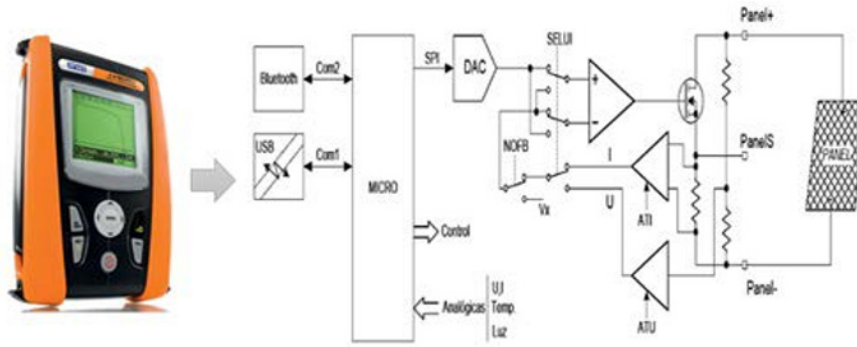 Bluetooth
Com2
USB
Com1
MICRO
SPI
DAC
SELUI
+
−
NOFB
I
U
Vx
ATI
ATU
Panel+
PanelS
PANEL
Panel-
Control
Analógicas
U,I
Temp.
Luz